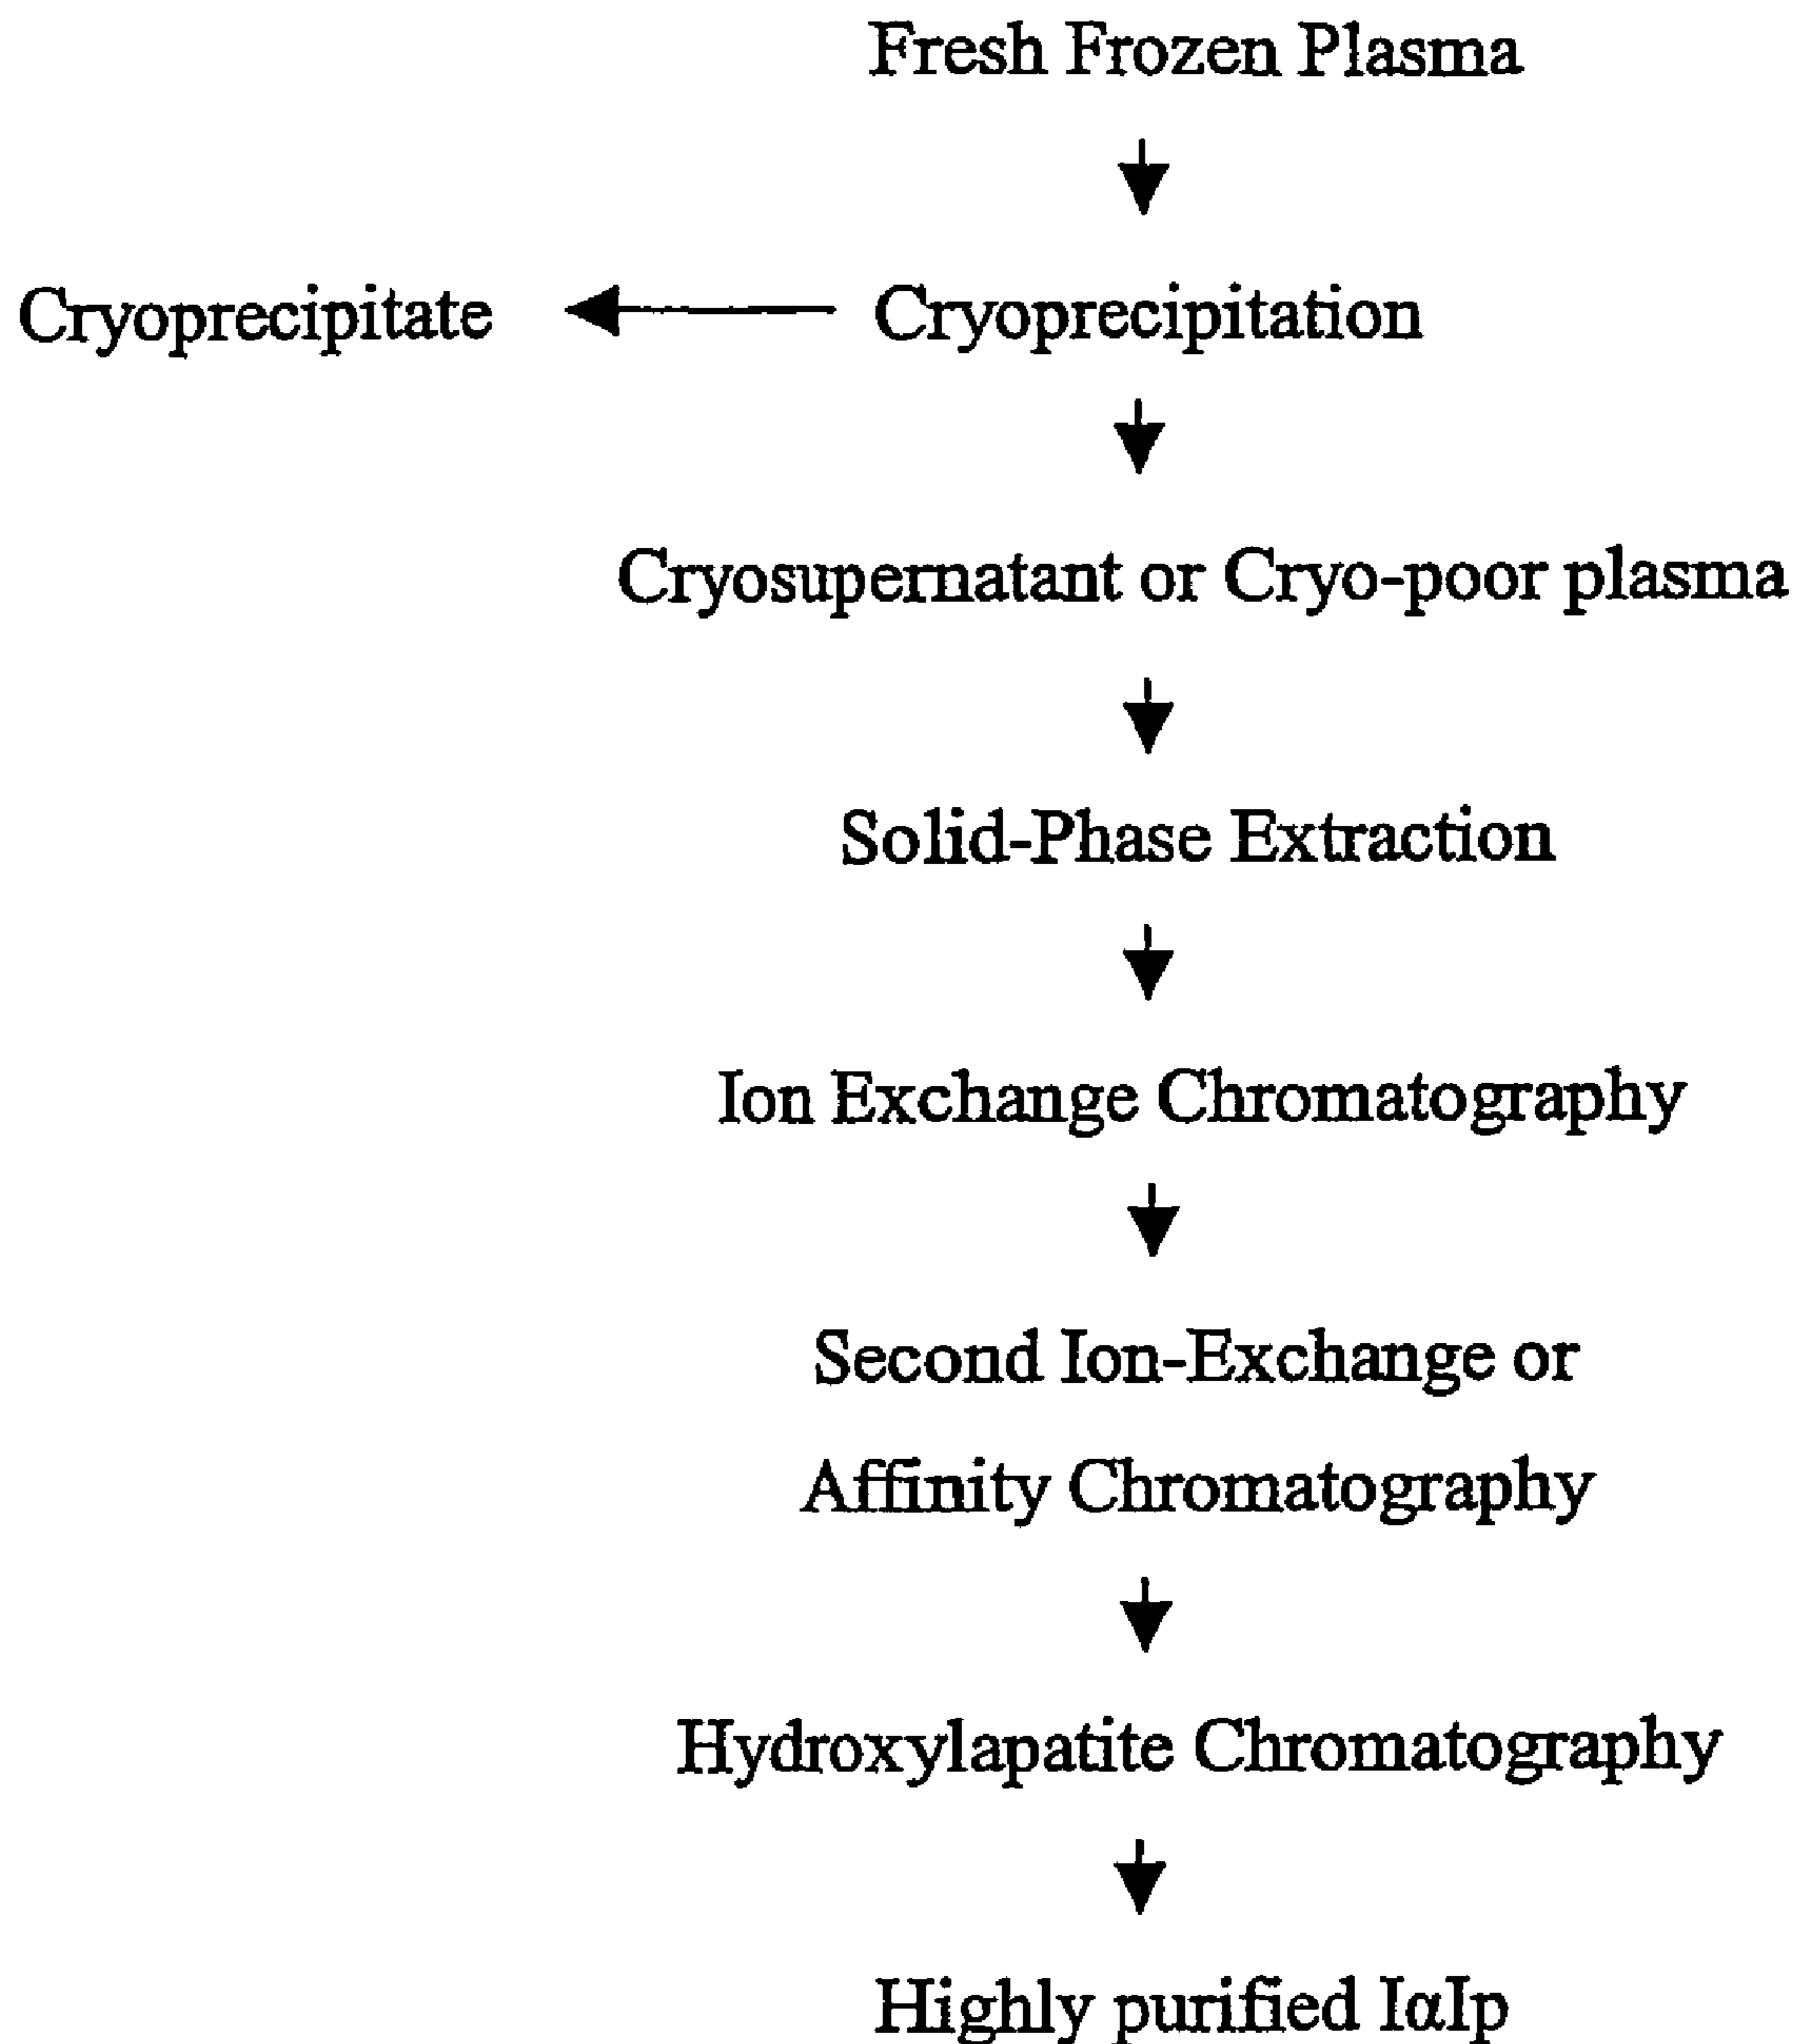 Fresh Frozen Plasma
Cryoprecipitate
Cryoprecipitation
Cryosupernatant or Cryo-poor plasma
Solid-Phase Extraction
Ion Exchange Chromatography
Second Ion-Exchange or
Affinity Chromatography
Hydroxylapatite Chromatography
Highly purified IαIp